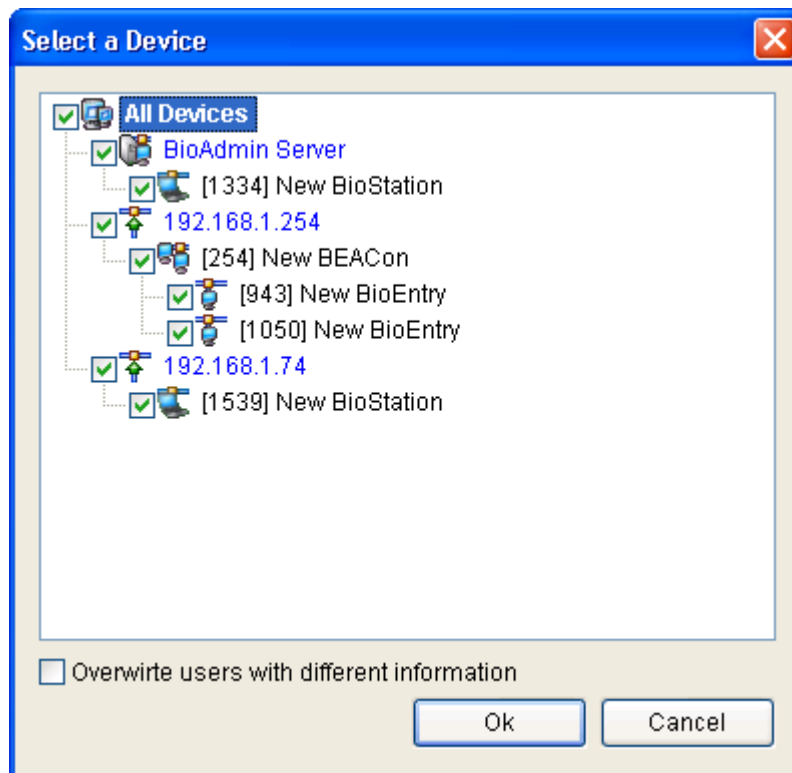 Select a Device
All Devices
BioAdmin Server
[1334] New BioStation
192.168.1.254
[254] New BEACon
[943] New BioEntry
[1050] New BioEntry
192.168.1.74
[1539] New BioStation
Overwirte users with different information
Ok Cancel